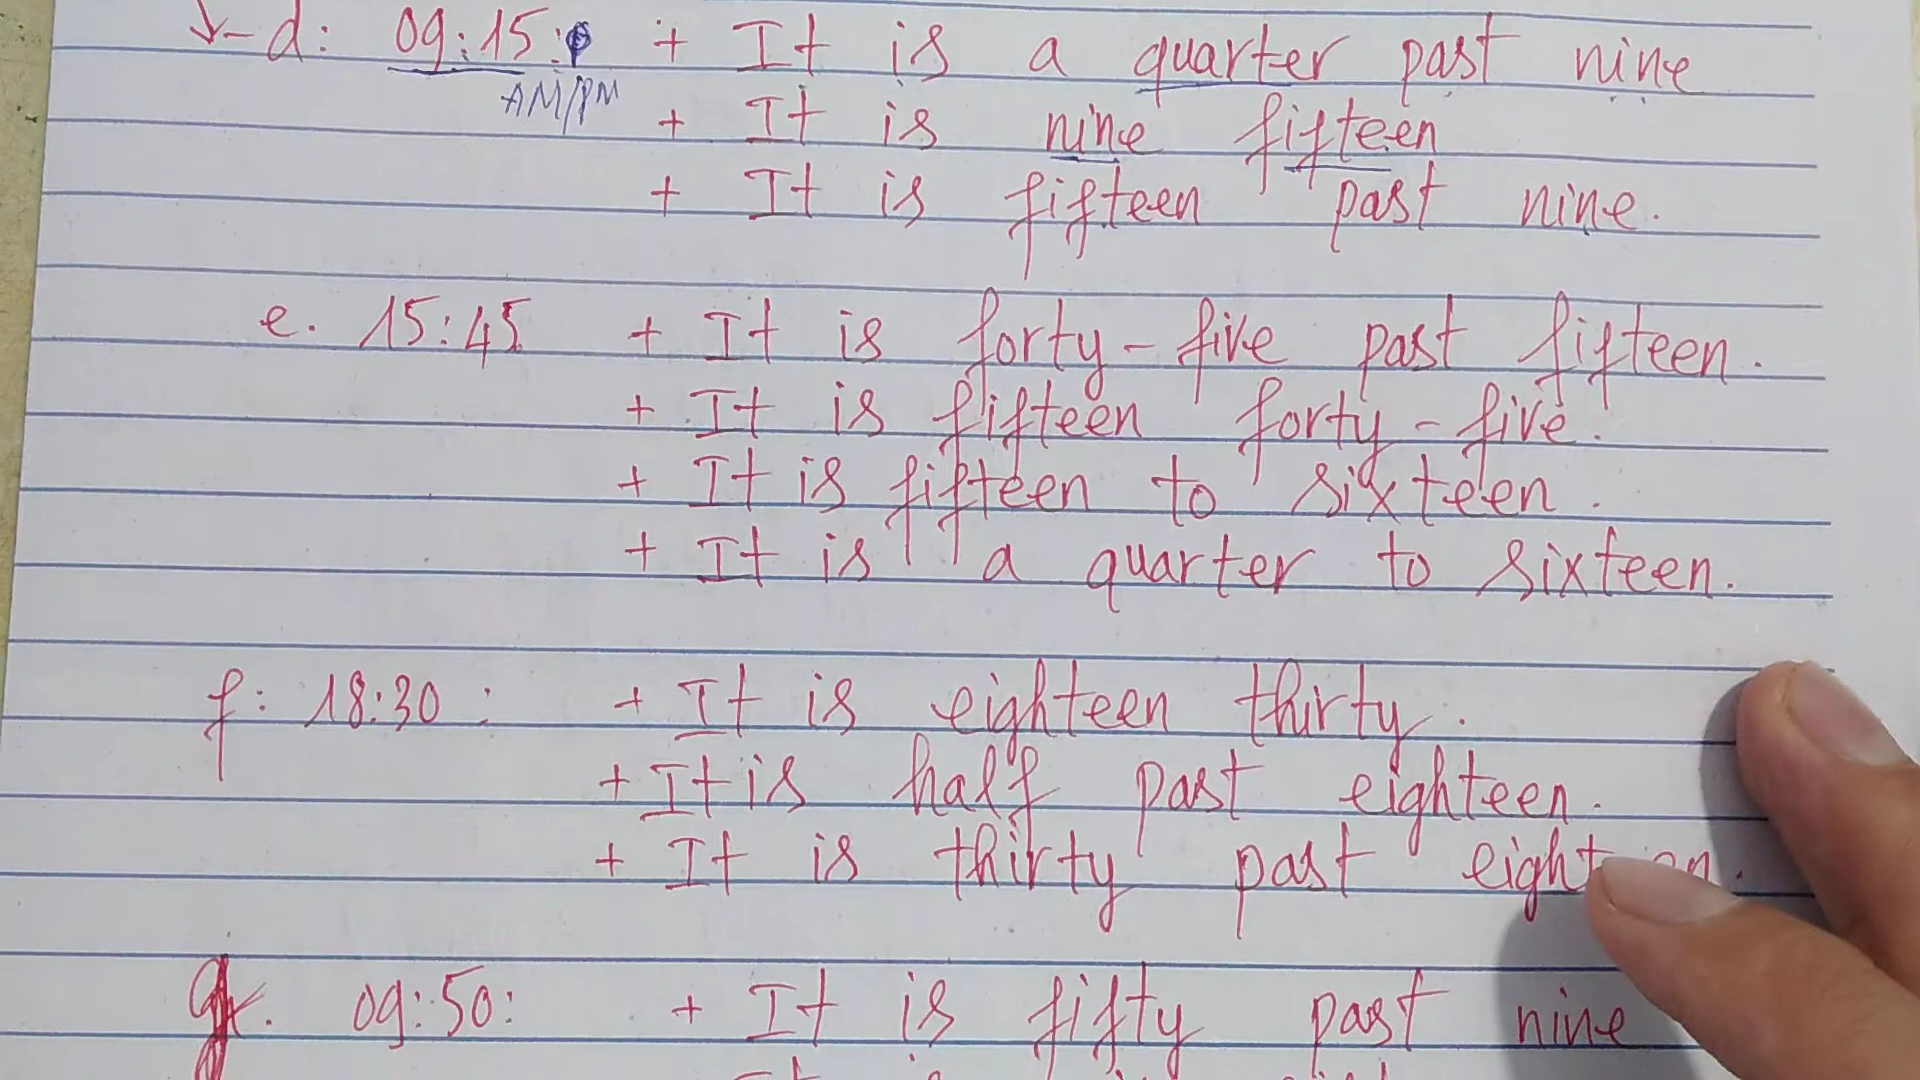 d: 09:15: + It is a quarter past nine
AM/PM
+ It is nine fifteen
+ It is fifteen past nine.
e. 15:45 + It is forty-five past fifteen.
+ It is fifteen forty-five.
+ It is fifteen to sixteen.
+ It is a quarter to sixteen.
f: 18:30: + It is eighteen thirty.
+ It is half past eighteen.
+ It is thirty past
g. 09:50: + It is fifty past nine